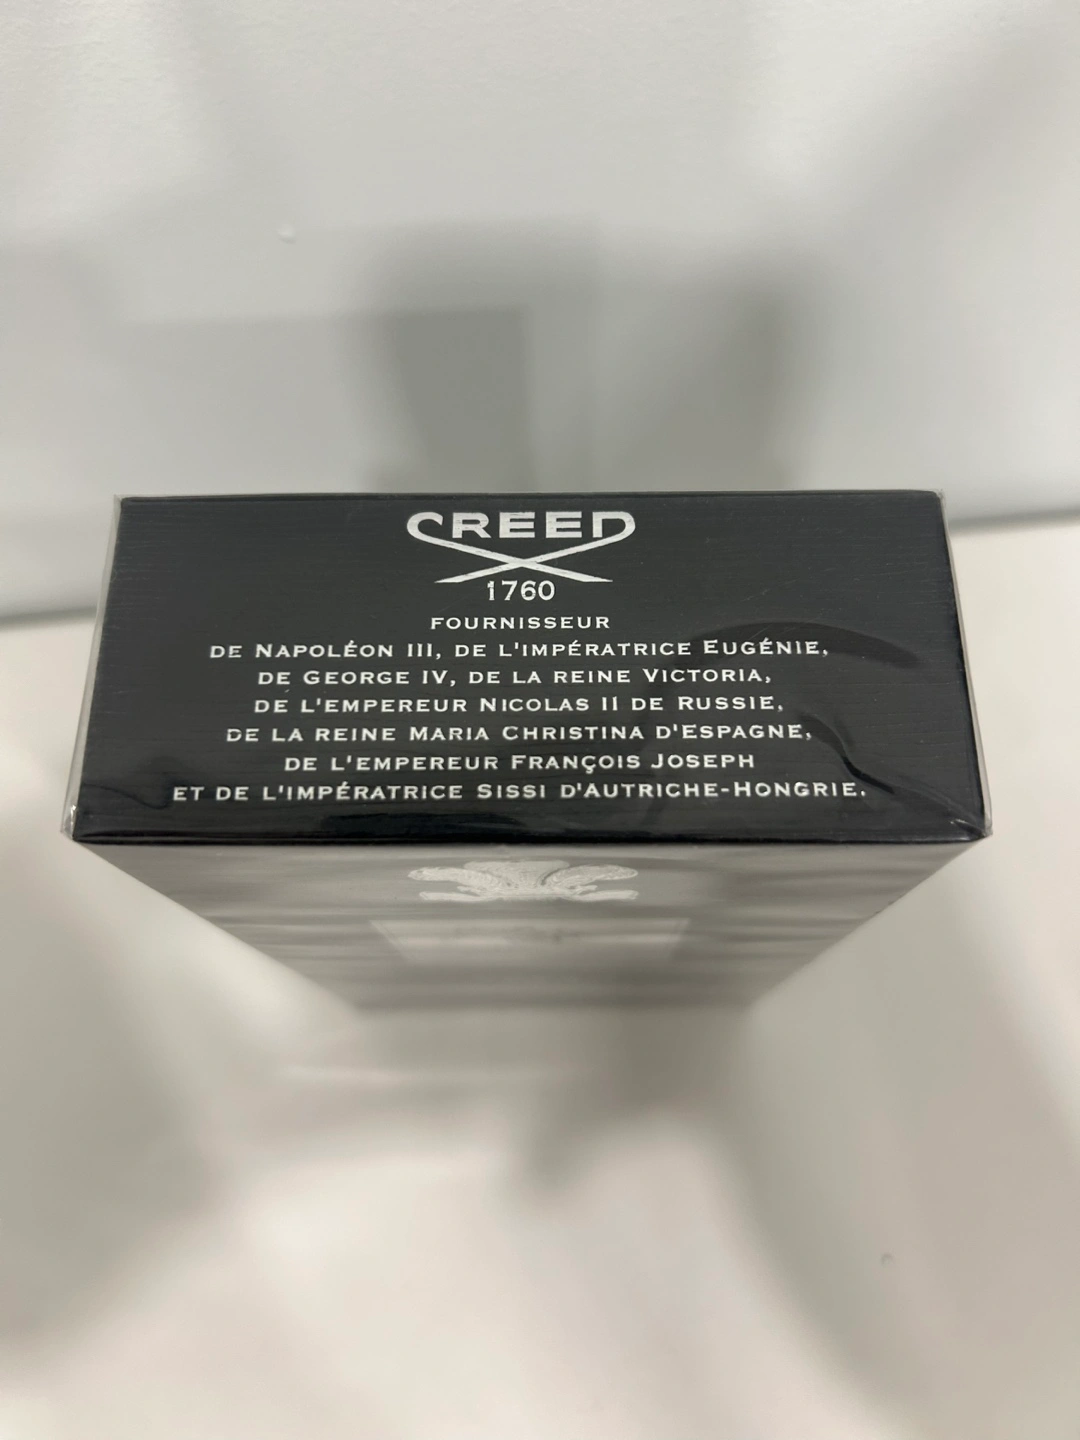 CREED
1760
FOURNISSEUR
DE NAPOLÉON III, DE L'IMPÉRATRICE EUGÉNIE,
DE GEORGE IV, DE LA REINE VICTORIA,
DE L'EMPEREUR NICOLAS II DE RUSSIE,
DE LA REINE MARIA CHRISTINA D'ESPAGNE,
DE L'EMPEREUR FRANÇOIS JOSEPH
ET DE L'IMPÉRATRICE SISSI D'AUTRICHE-HONGRIE.